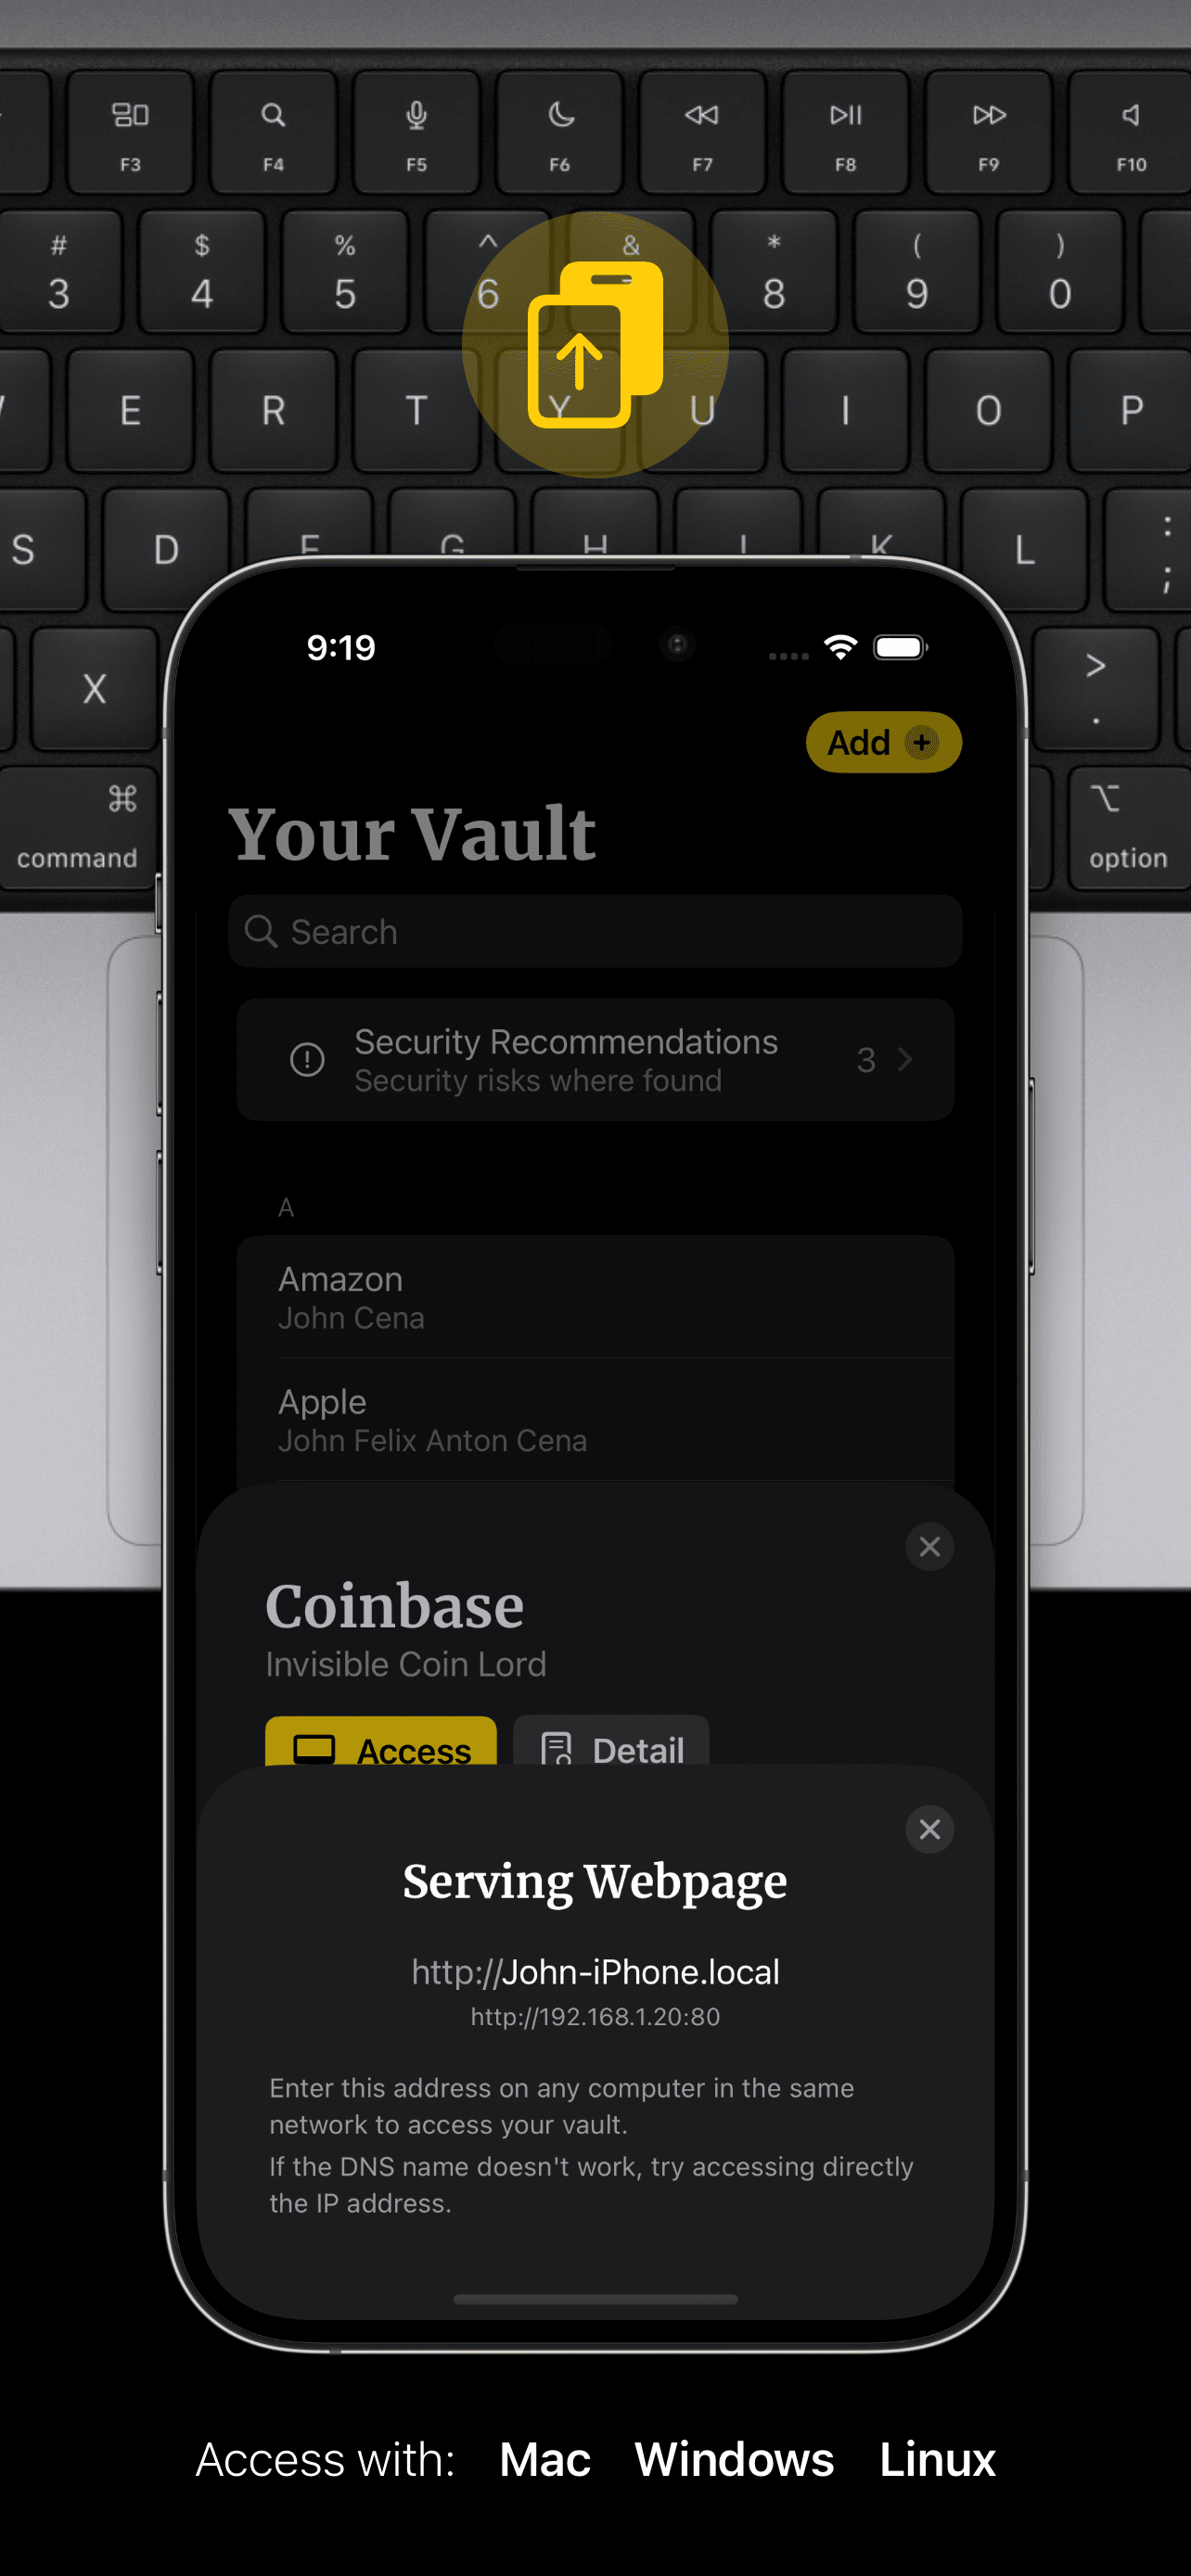 F3 F4 F5 F6 F7 F8 F9 F10
# $ % ^ & * ( )
3 4 5 6 8 9 0
E R T Y U I O P
S D F G H J K L : ;
9:19
X > .
Add +
⌘ ⌥
command option
Your Vault
Search
Security Recommendations
Security risks where found
3
A
Amazon
John Cena
Apple
John Felix Anton Cena
Coinbase
Invisible Coin Lord
Access Detail
Serving Webpage
http://John-iPhone.local
http://192.168.1.20:80
Enter this address on any computer in the same
network to access your vault.
If the DNS name doesn't work, try accessing directly
the IP address.
Access with: Mac Windows Linux